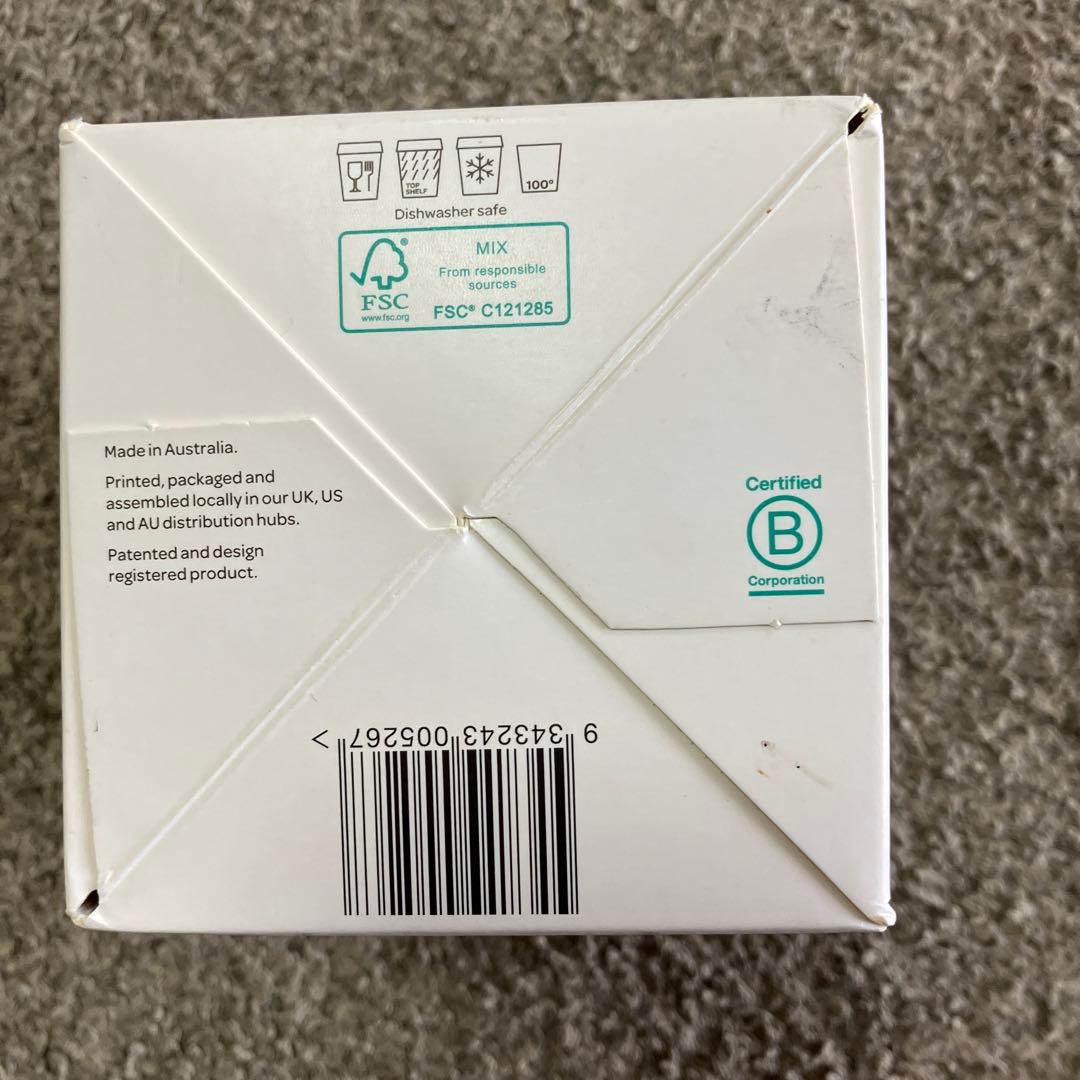 TOP
SHELF
100°
Dishwasher safe
FSC®
www.fsc.org
MIX
From responsible
sources
FSC® C121285
Made in Australia.
Printed, packaged and
assembled locally in our UK, US
and AU distribution hubs.
Patented and design
registered product.
Certified
B
Corporation
9 343243 005267 >